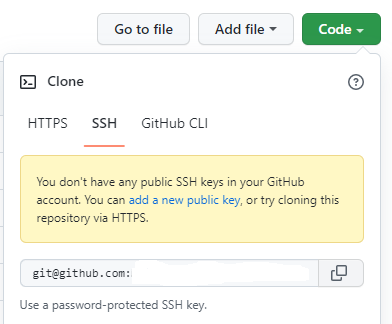 Go to file Add file Code
Clone
HTTPS SSH GitHub CLI
You don't have any public SSH keys in your GitHub
account. You can add a new public key, or try cloning this
repository via HTTPS.
git@github.com:
Use a password-protected SSH key.